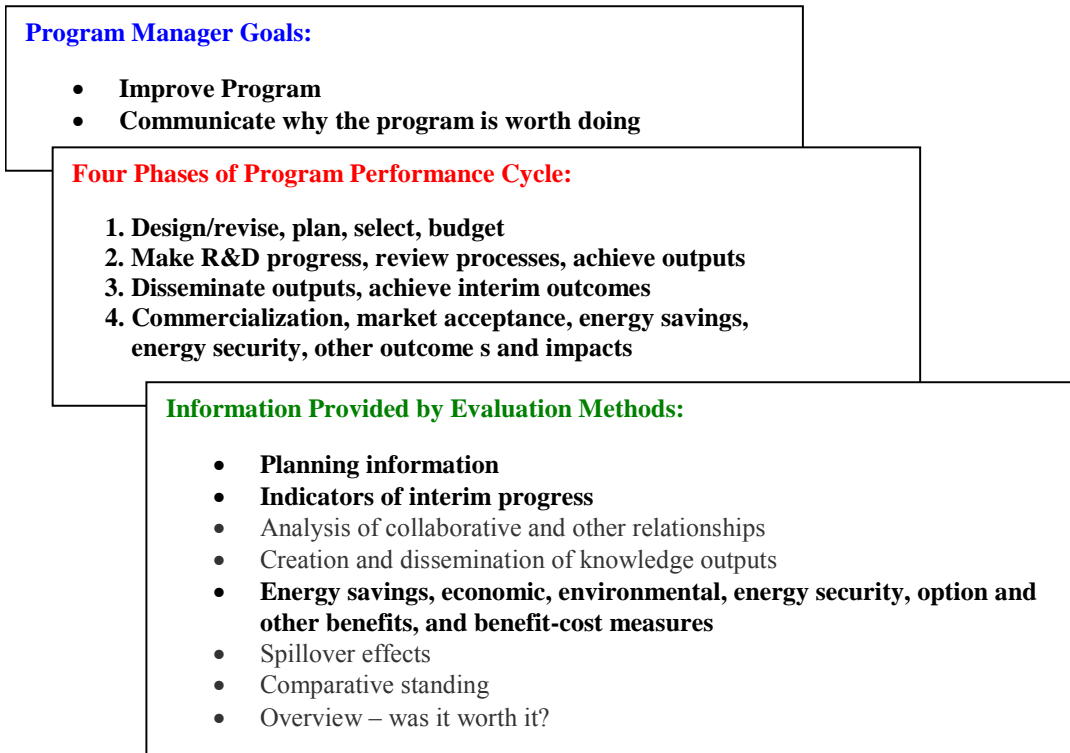 Program Manager Goals:
• Improve Program
• Communicate why the program is worth doing
Four Phases of Program Performance Cycle:
1. Design/revise, plan, select, budget
2. Make R&D progress, review processes, achieve outputs
3. Disseminate outputs, achieve interim outcomes
4. Commercialization, market acceptance, energy savings,
energy security, other outcome s and impacts
Information Provided by Evaluation Methods:
• Planning information
• Indicators of interim progress
• Analysis of collaborative and other relationships
• Creation and dissemination of knowledge outputs
• Energy savings, economic, environmental, energy security, option and
other benefits, and benefit-cost measures
• Spillover effects
• Comparative standing
• Overview – was it worth it?